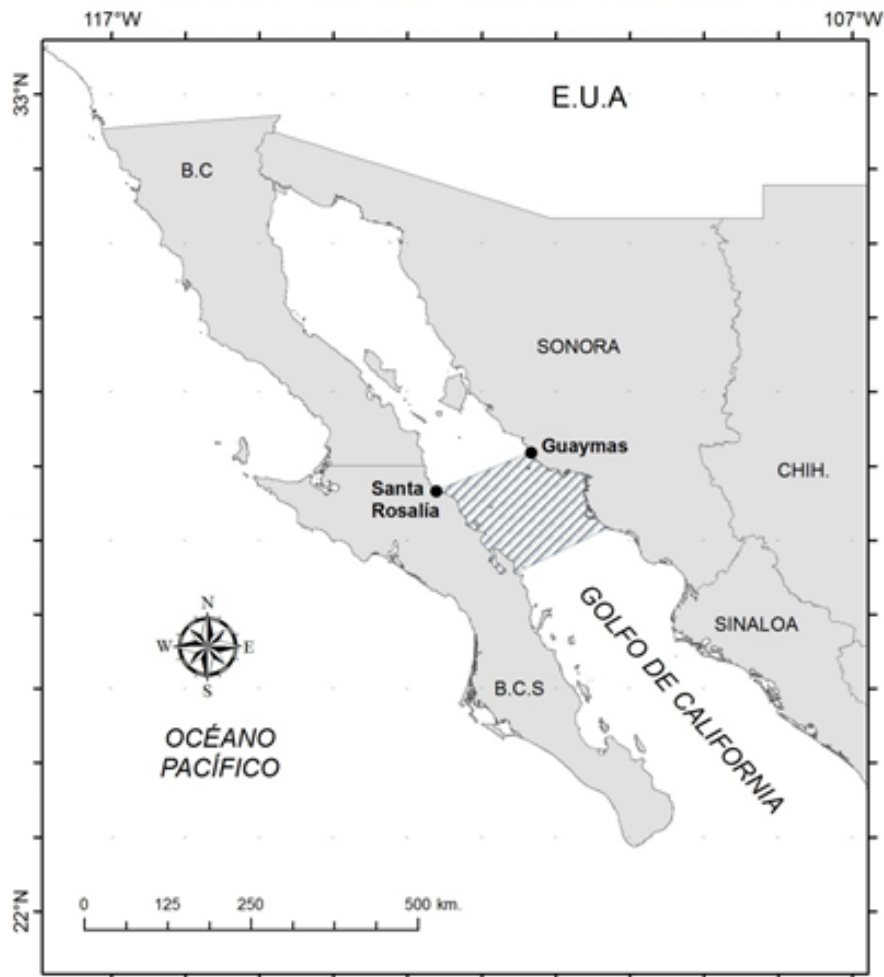 117°W
107°W
33°N
E.U.A
B.C
SONORA
Guaymas
CHIH.
Santa
Rosalía
GOLFO DE CALIFORNIA
SINALOA
N
W
E
S
B.C.S
OCÉANO
PACÍFICO
22°N
0
125
250
500 km.